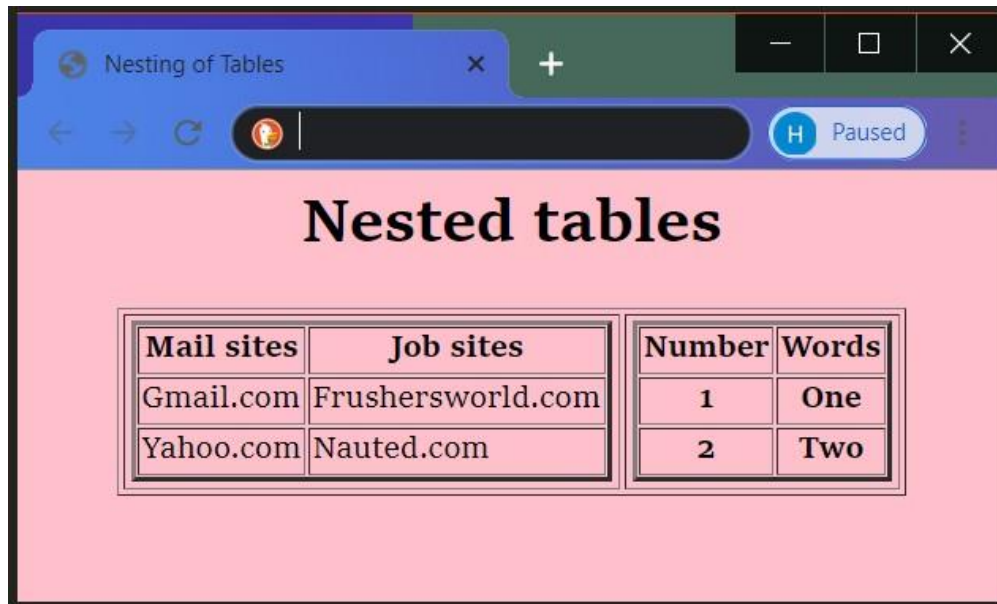 Nesting of Tables
H Paused
Nested tables
Mail sites Job sites Number Words
Gmail.com Frushersworld.com 1 One
Yahoo.com Nauted.com 2 Two